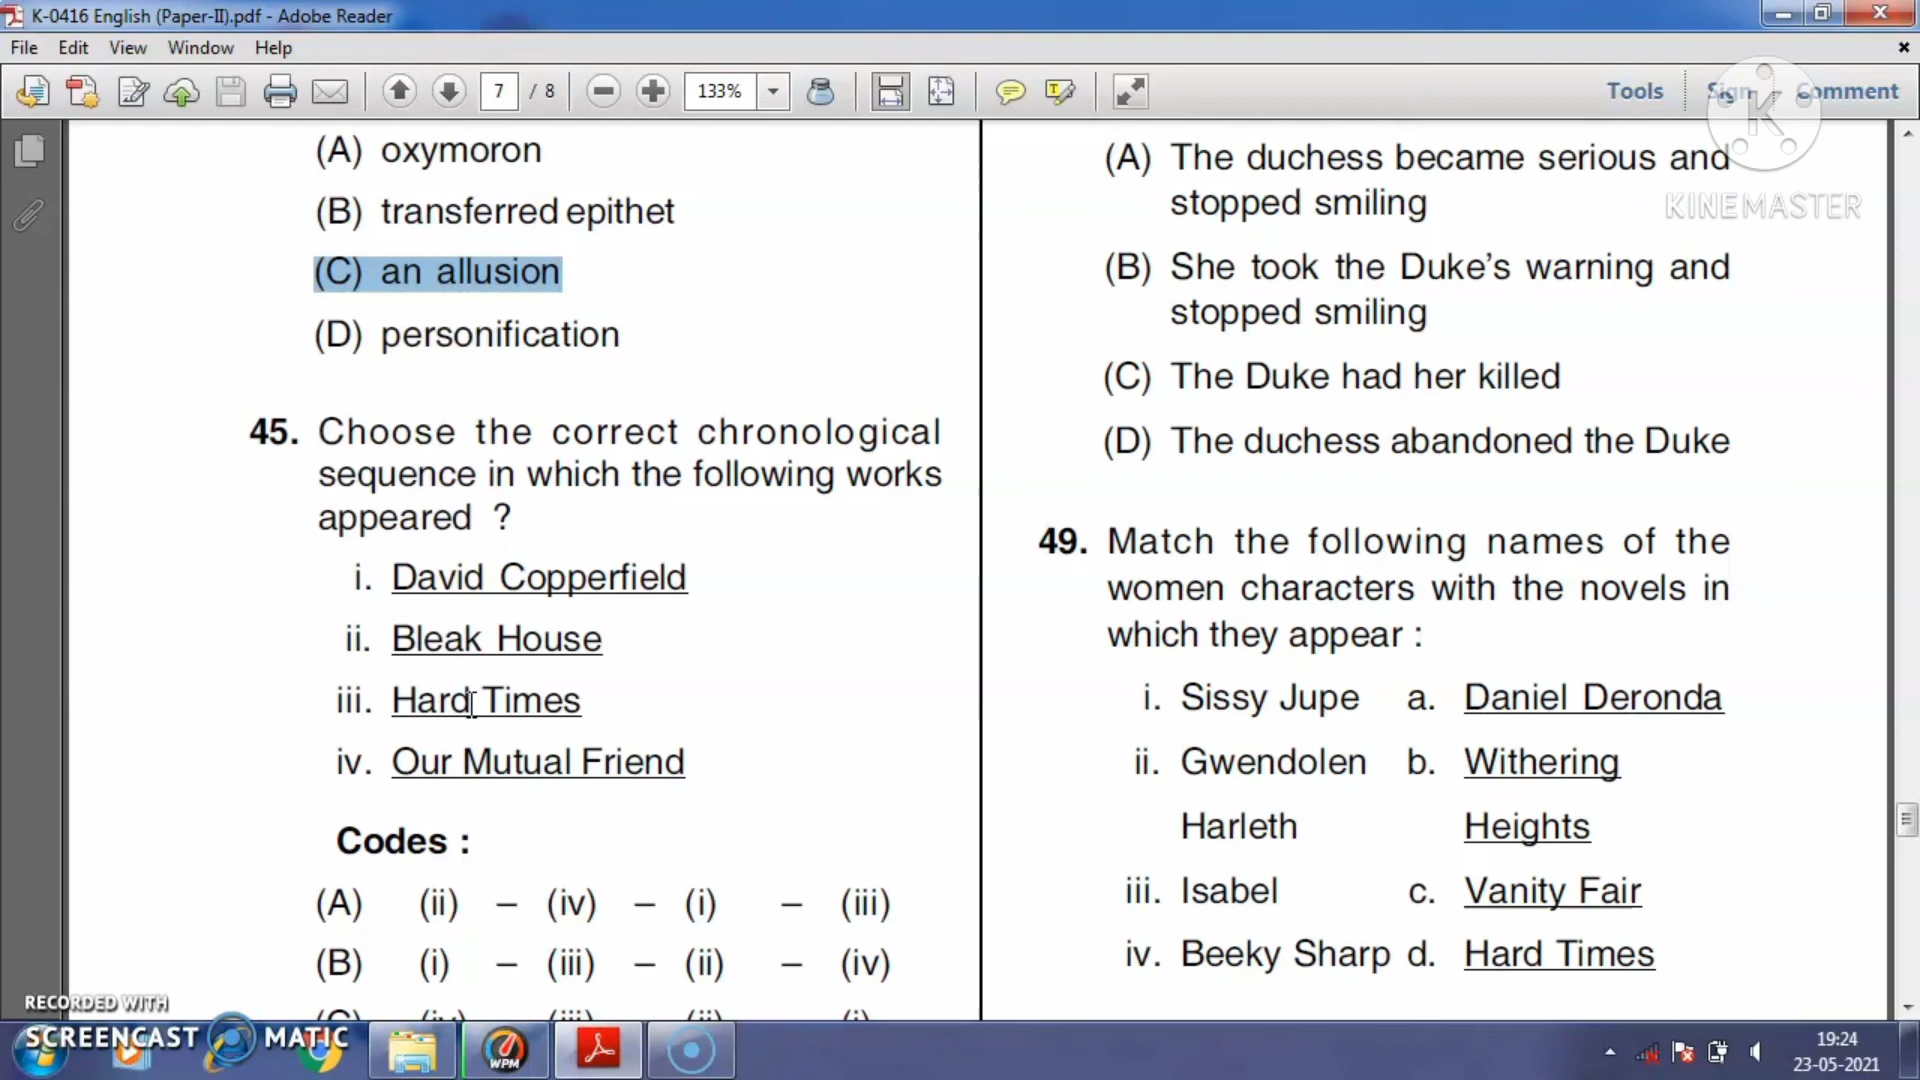 K-0416 English (Paper-II).pdf - Adobe Reader
File Edit View Window Help
7 / 8 133% Tools Sign Comment
KINEMASTER
(A) oxymoron
(B) transferred epithet
(C) an allusion
(D) personification
45. Choose the correct chronological
sequence in which the following works
appeared ?
i. David Copperfield
ii. Bleak House
iii. Hard Times
iv. Our Mutual Friend
Codes :
(A) (ii) – (iv) – (i) – (iii)
(B) (i) – (iii) – (ii) – (iv)
(C) (iv) (iii) (ii) (i)
(A) The duchess became serious and
stopped smiling
(B) She took the Duke's warning and
stopped smiling
(C) The Duke had her killed
(D) The duchess abandoned the Duke
49. Match the following names of the
women characters with the novels in
which they appear :
i. Sissy Jupe a. Daniel Deronda
ii. Gwendolen b. Withering
Harleth Heights
iii. Isabel c. Vanity Fair
iv. Beeky Sharp d. Hard Times
RECORDED WITH
SCREENCAST MATIC
WPM
19:24
23-05-2021